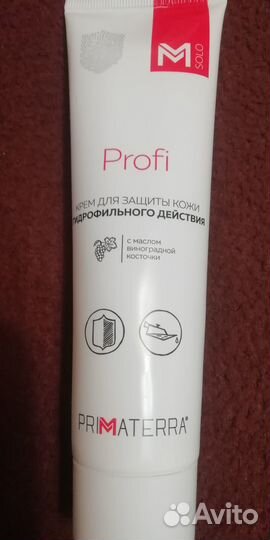 M
SOLO
Profi
КРЕМ ДЛЯ ЗАЩИТЫ КОЖИ
ГИДРОФИЛЬНОГО ДЕЙСТВИЯ
с маслом
виноградной
косточки
PRIMATERRA®
Avito